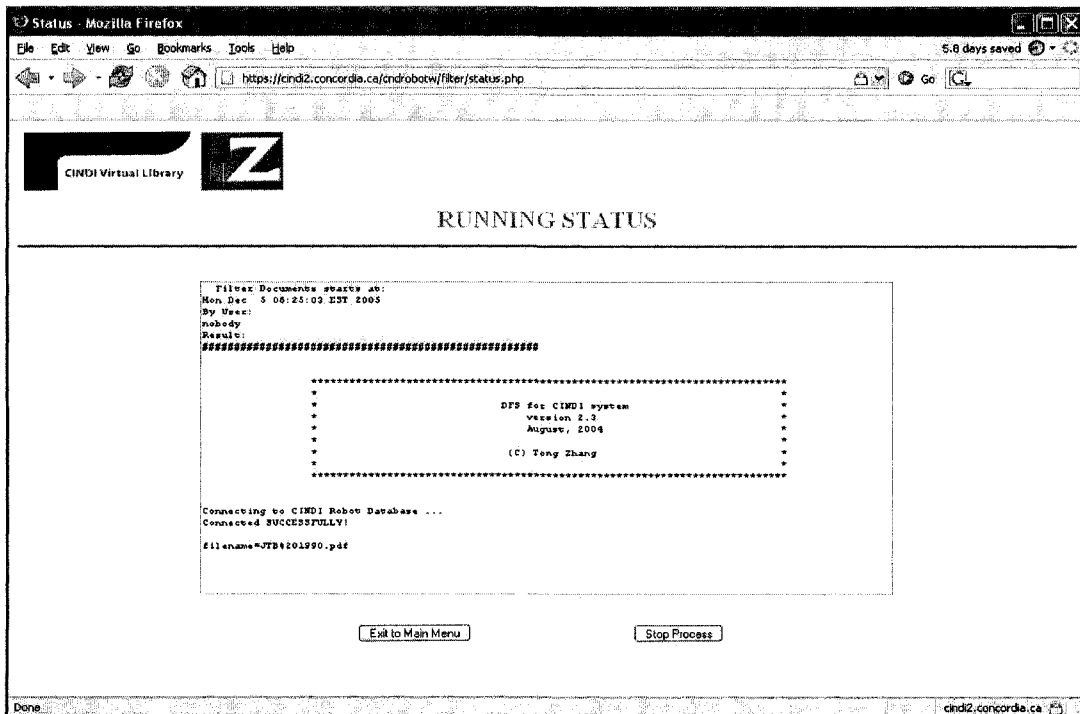 Status - Mozilla Firefox
File Edit View Go Bookmarks Tools Help
5.8 days saved
https://cindi2.concordia.ca/cndrobotw/filter/status.php
Go
CINDI Virtual Library
Z
RUNNING STATUS
Filter Documents starts at:
Mon Dec 5 08:25:03 EST 2005
By User:
nobody
Result:
#####################################################
***************************************************************************
* *
* DFS for CINDI system *
* version 2.3 *
* August, 2004 *
* *
* (C) Tong Zhang *
* *
***************************************************************************
Connecting to CINDI Robot Database ...
Connected SUCCESSFULLY!
filename=JTB%201990.pdf
Exit to Main Menu
Stop Process
Done
cindi2.concordia.ca